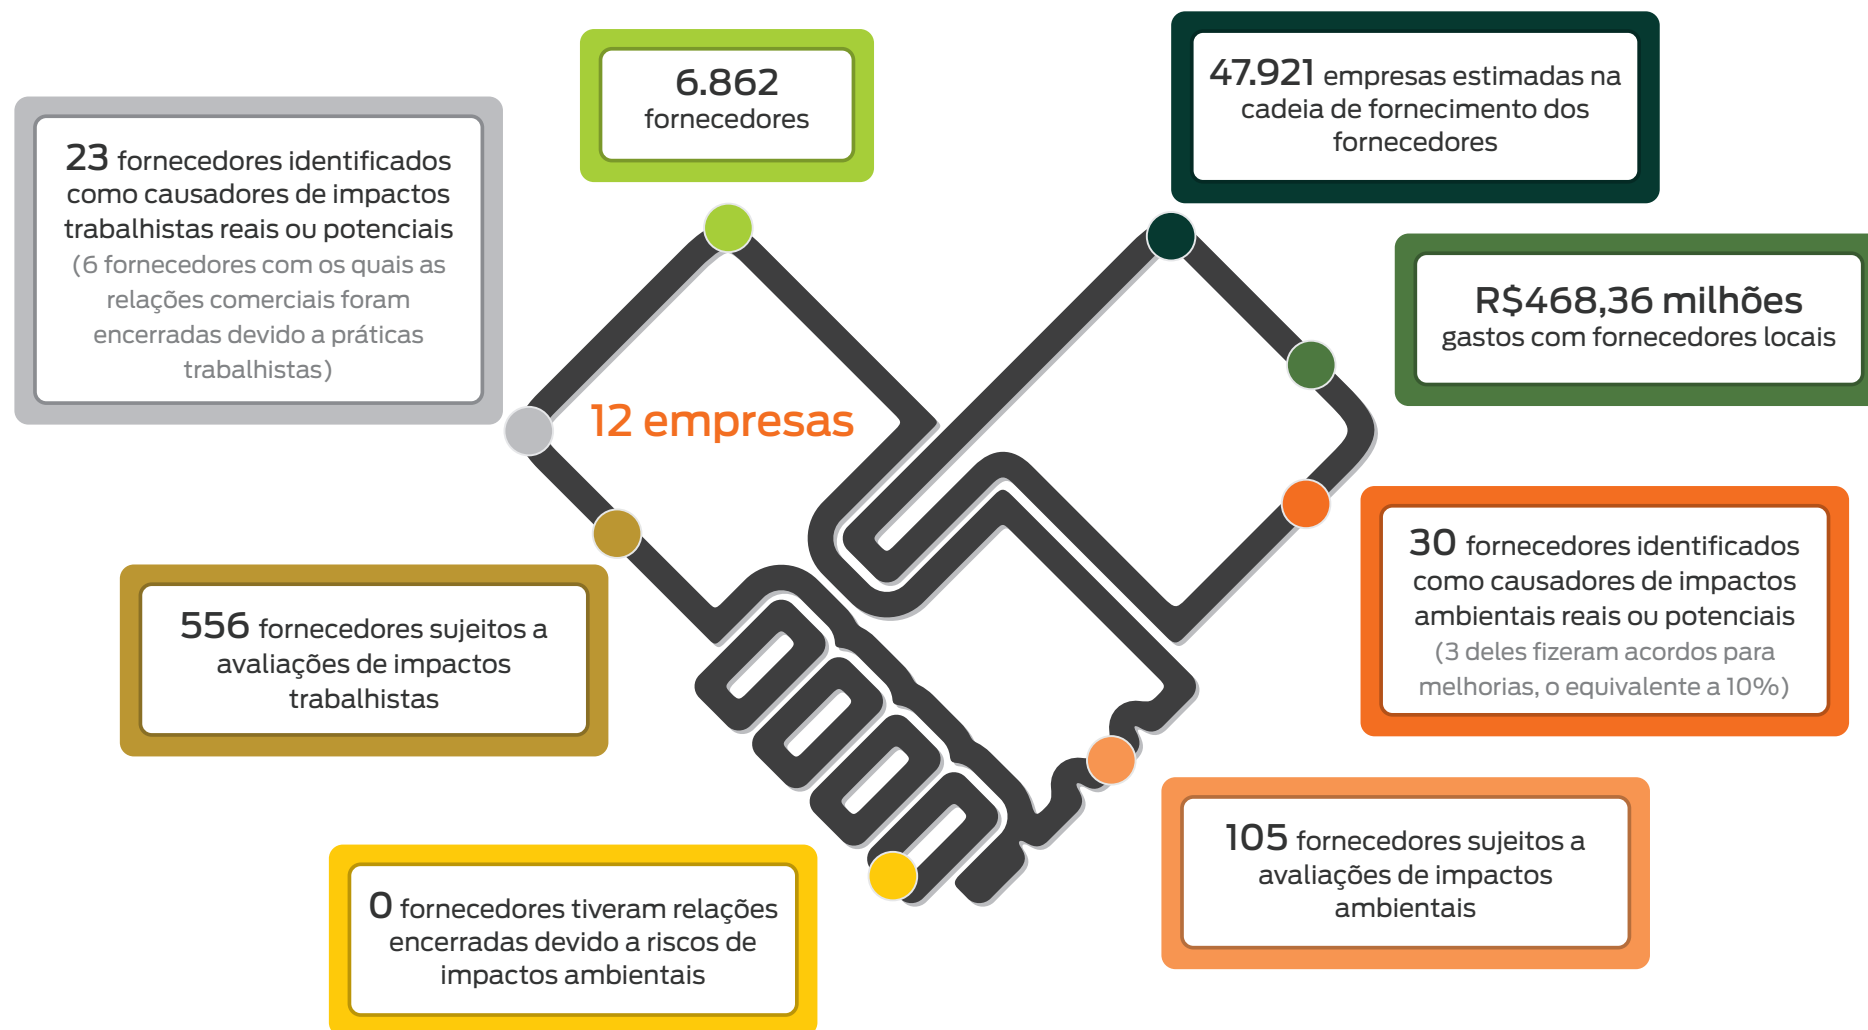 6.862
fornecedores
47.921 empresas estimadas na
cadeia de fornecimento dos
fornecedores
23 fornecedores identificados
como causadores de impactos
trabalhistas reais ou potenciais
(6 fornecedores com os quais as
relações comerciais foram
encerradas devido a práticas
trabalhistas)
R$468,36 milhões
gastos com fornecedores locais
12 empresas
30 fornecedores identificados
como causadores de impactos
ambientais reais ou potenciais
(3 deles fizeram acordos para
melhorias, o equivalente a 10%)
556 fornecedores sujeitos a
avaliações de impactos
trabalhistas
105 fornecedores sujeitos a
avaliações de impactos
ambientais
0 fornecedores tiveram relações
encerradas devido a riscos de
impactos ambientais